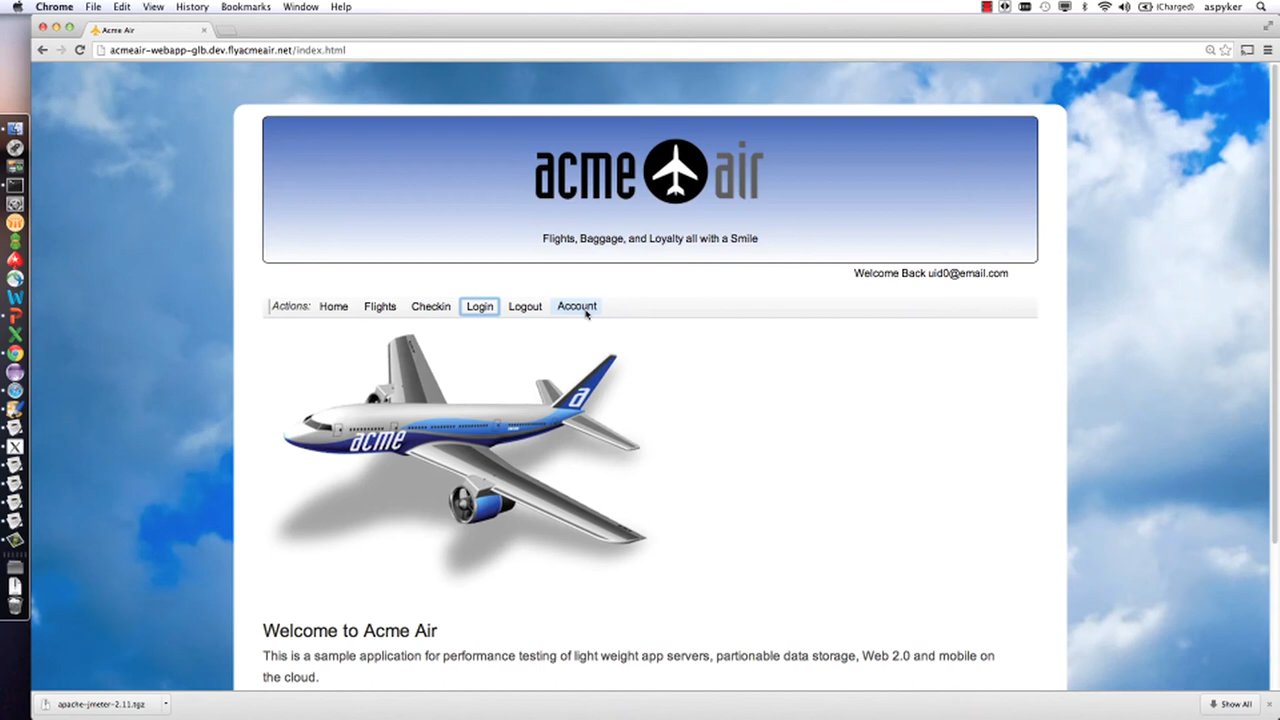 Chrome File Edit View History Bookmarks Window Help (Charged) aspyker
Acme Air
acmeair-webapp-glb.dev.flyacmeair.net/index.html
acme air
Flights, Baggage, and Loyalty all with a Smile
Welcome Back uid0@email.com
Actions: Home Flights Checkin Login Logout Account
a
acme
Welcome to Acme Air
This is a sample application for performance testing of light weight app servers, partionable data storage, Web 2.0 and mobile on
the cloud.
apache-jmeter-2.11.tgz Show All